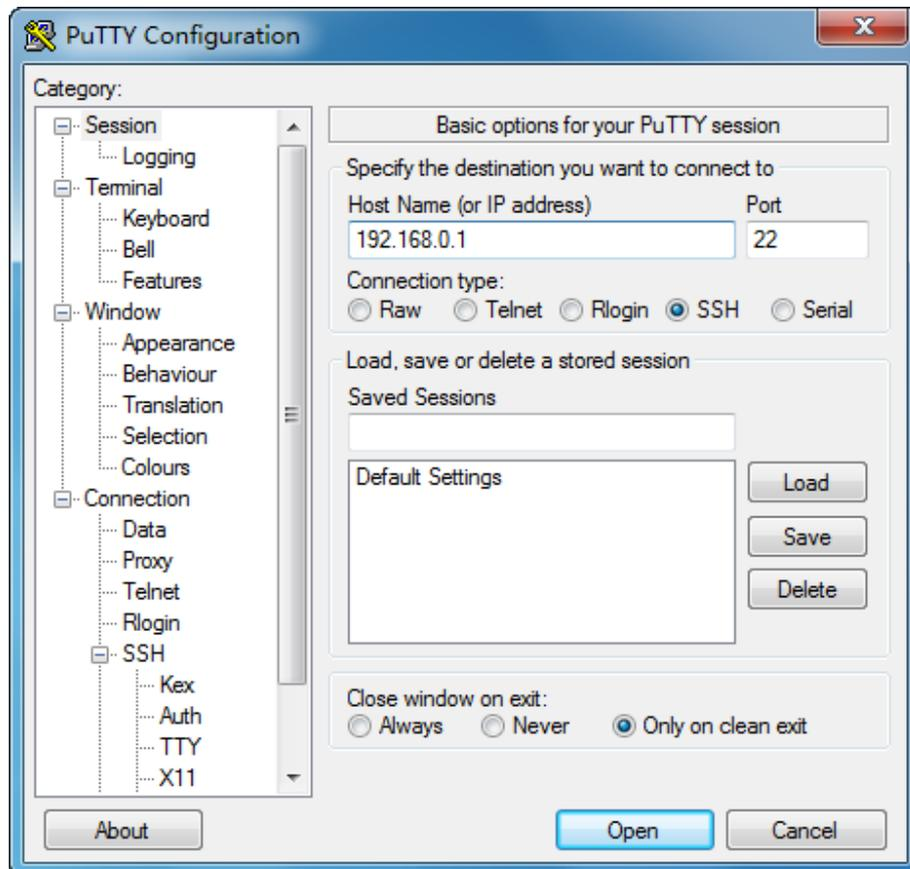 PuTTY Configuration
Category:
Session
Logging
Terminal
Keyboard
Bell
Features
Window
Appearance
Behaviour
Translation
Selection
Colours
Connection
Data
Proxy
Telnet
Rlogin
SSH
Kex
Auth
TTY
X11
Basic options for your PuTTY session
Specify the destination you want to connect to
Host Name (or IP address) Port
192.168.0.1 22
Connection type:
Raw Telnet Rlogin SSH Serial
Load, save or delete a stored session
Saved Sessions
Default Settings
Load
Save
Delete
Close window on exit:
Always Never Only on clean exit
About Open Cancel